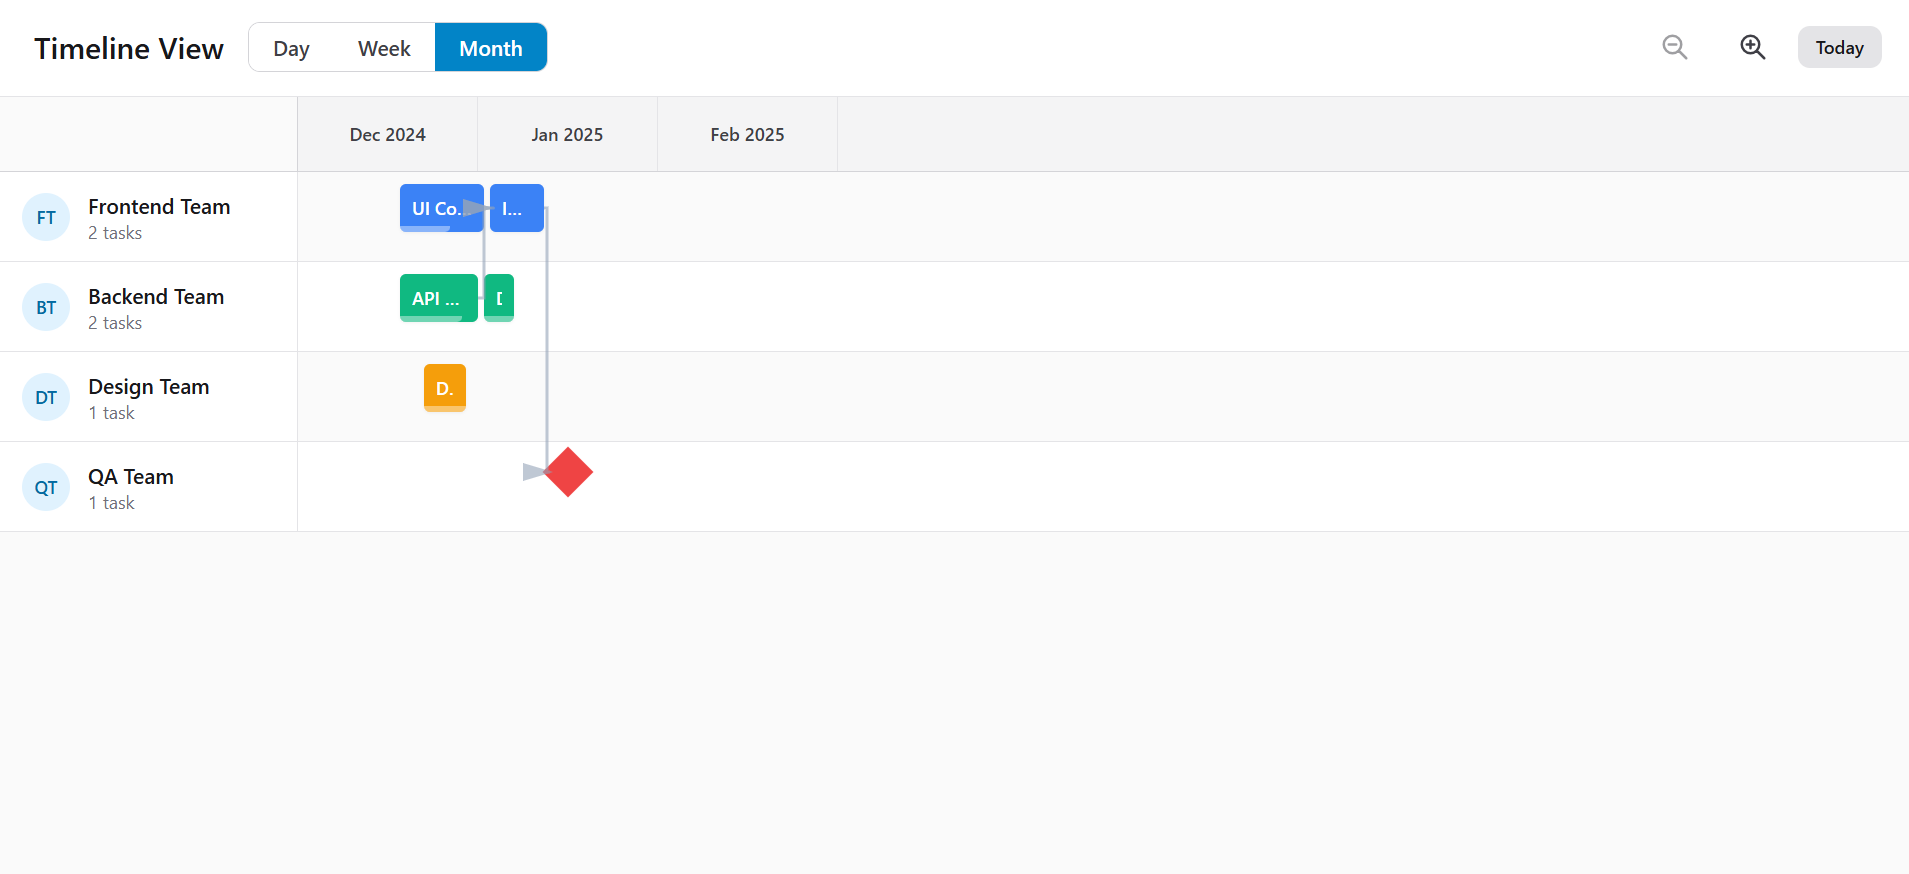 Timeline View
Day Week Month
Today
Dec 2024 Jan 2025 Feb 2025
FT Frontend Team
2 tasks
UI Co... I...
BT Backend Team
2 tasks
API ...
DT Design Team
1 task
D.
QT QA Team
1 task